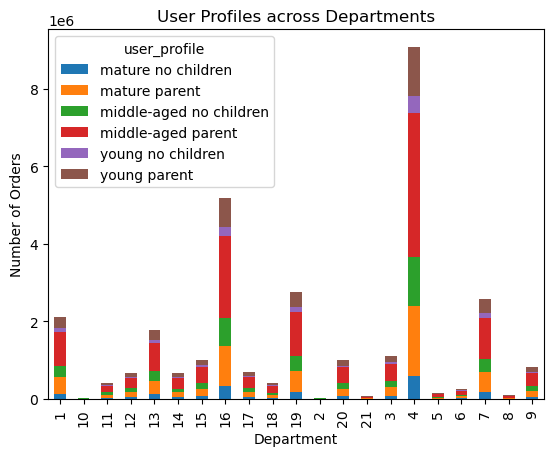 User Profiles across Departments
1e6
user_profile
mature no children
mature parent
middle-aged no children
middle-aged parent
young no children
young parent
Number of Orders
8
6
4
2
0
1 10 11 12 13 14 15 16 17 18 19 2 20 21 3 4 5 6 7 8 9
Department